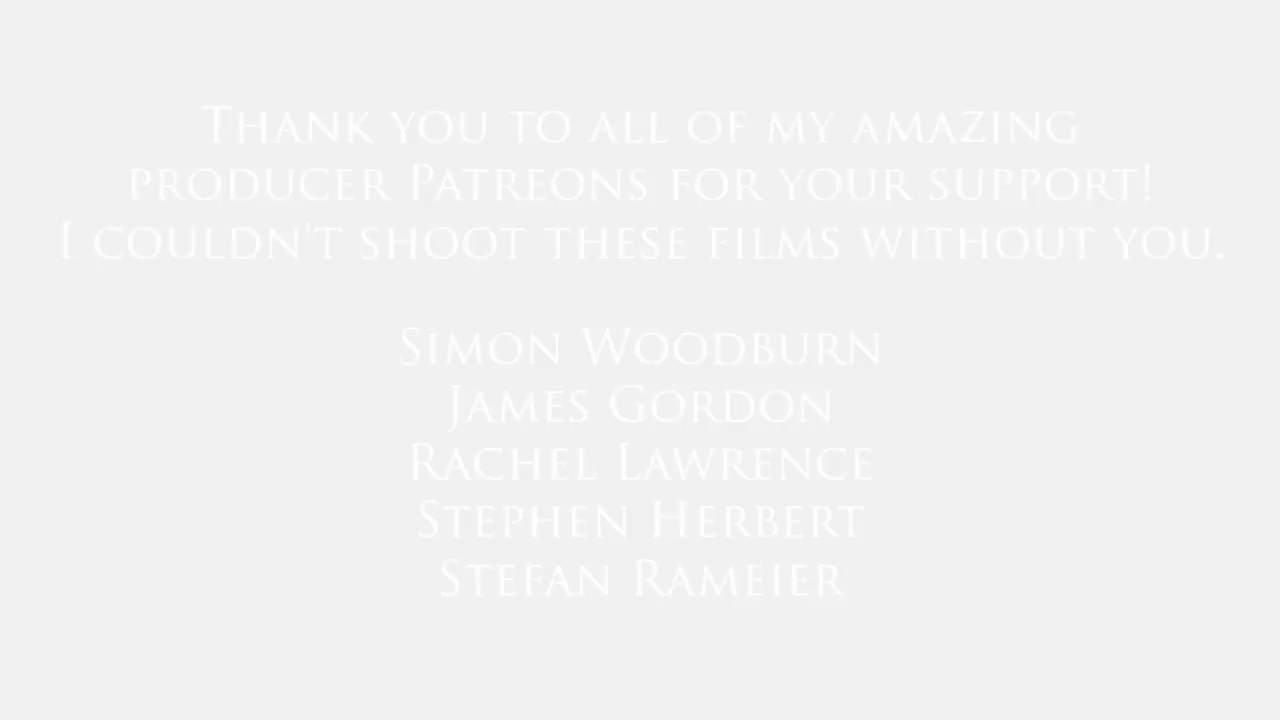 Thank you to all of my amazing
producer Patreons for your support!
I couldn't shoot these films without you.
Simon Woodburn
James Gordon
Rachel Lawrence
Stephen Herbert
Stefan Rameier